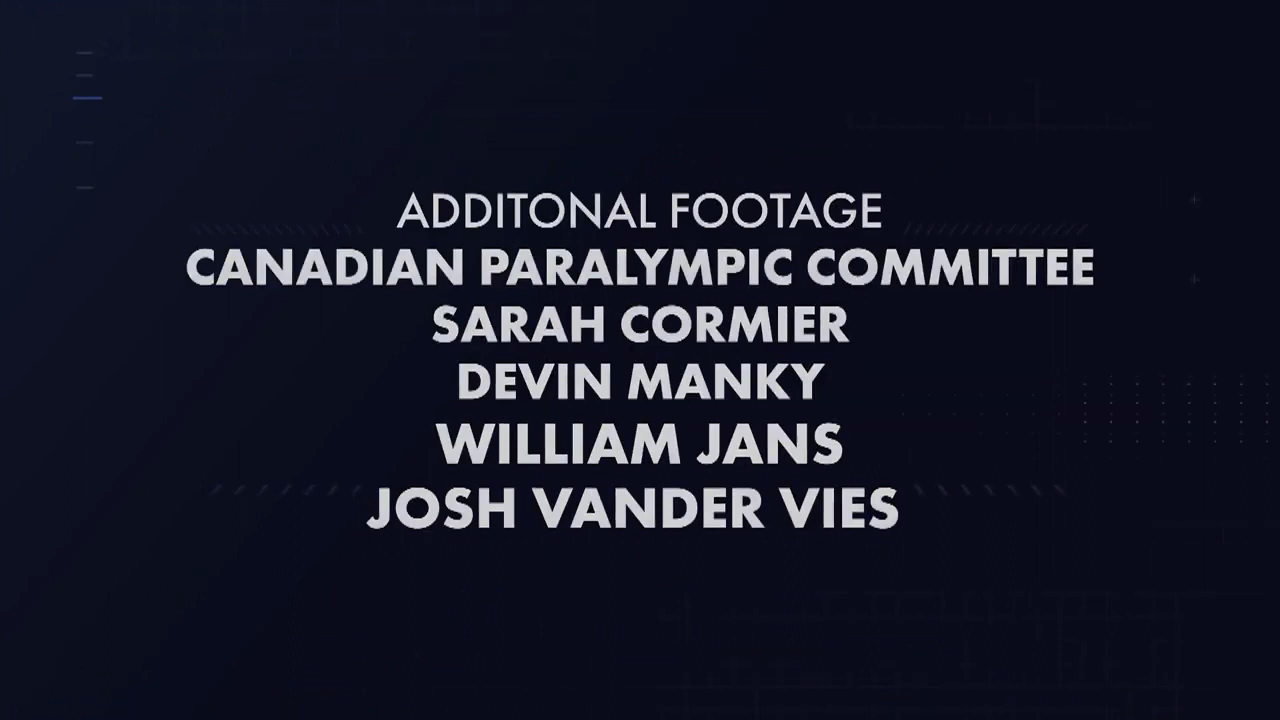 ADDITONAL FOOTAGE
CANADIAN PARALYMPIC COMMITTEE
SARAH CORMIER
DEVIN MANKY
WILLIAM JANS
JOSH VANDER VIES